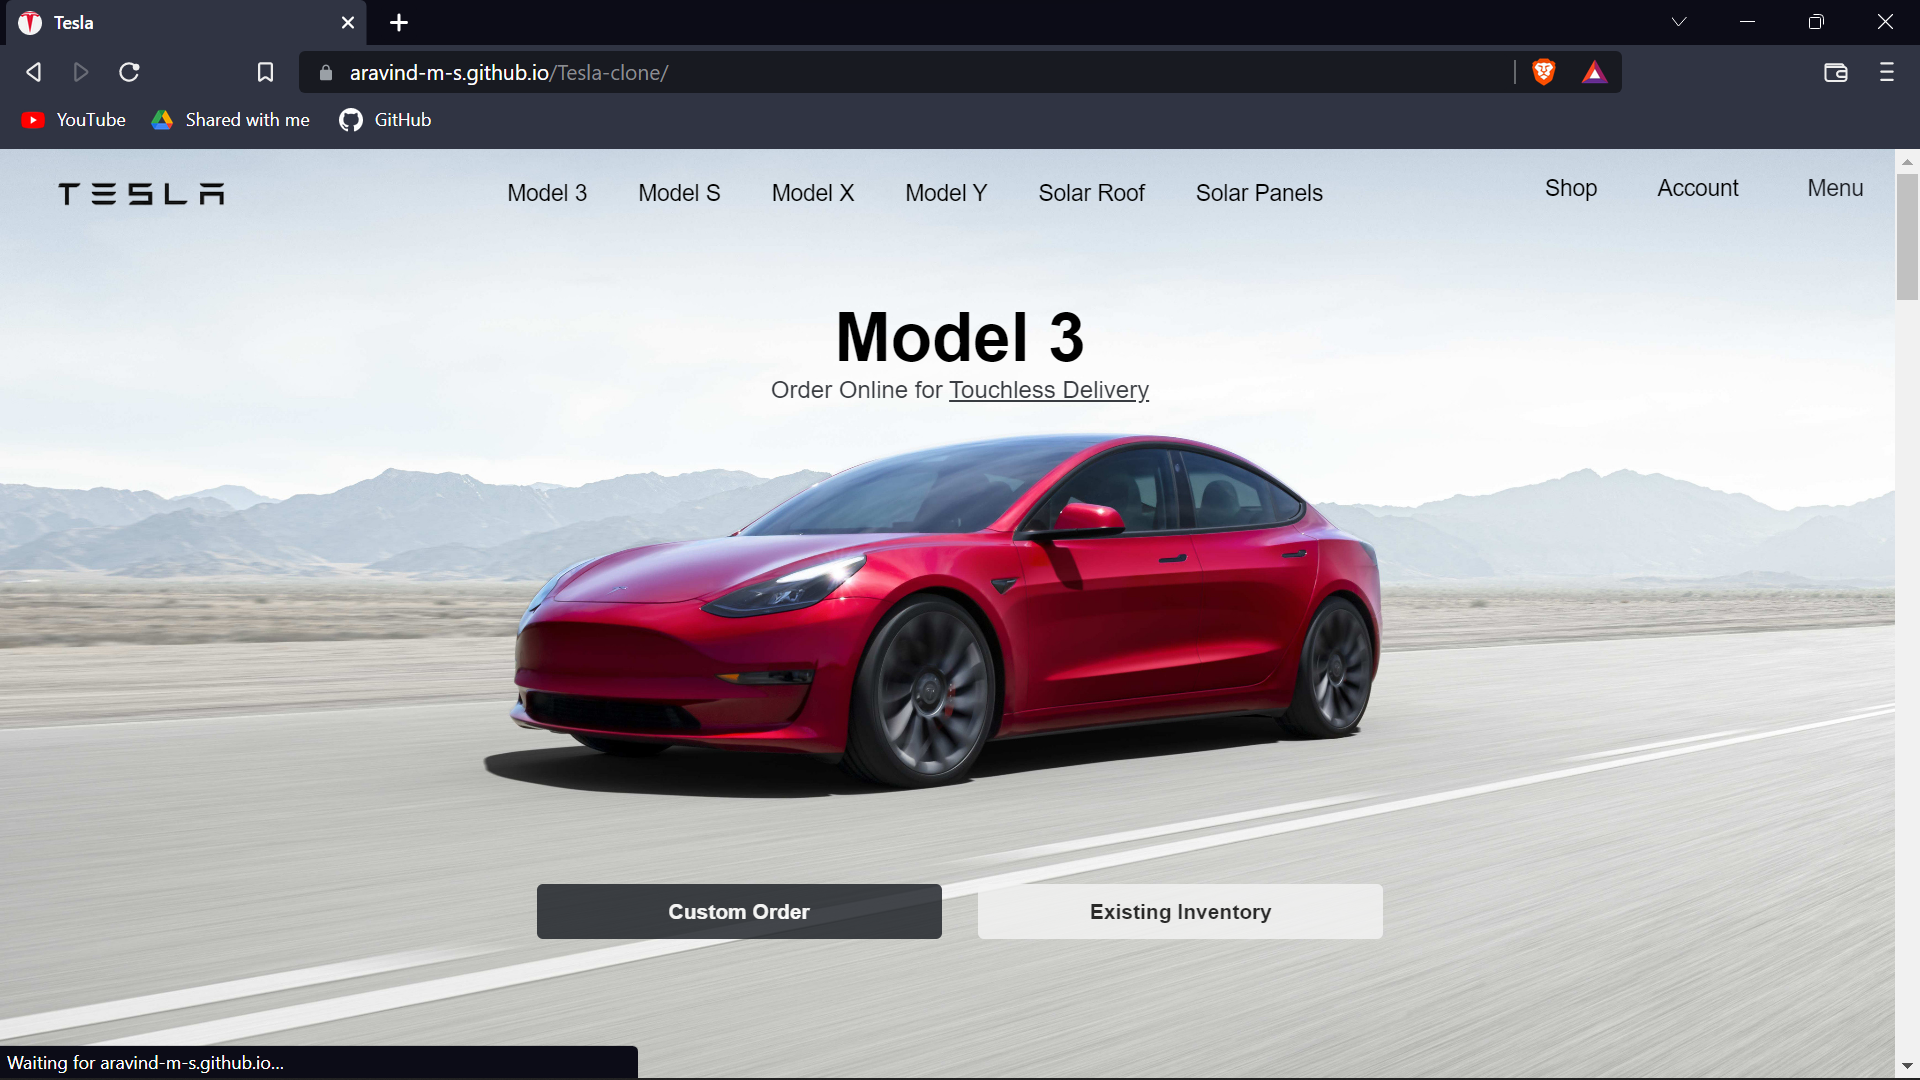 Tesla
aravind-m-s.github.io/Tesla-clone/
YouTube Shared with me GitHub
TESLA Model 3 Model S Model X Model Y Solar Roof Solar Panels Shop Account Menu
Model 3
Order Online for Touchless Delivery
Custom Order Existing Inventory
Waiting for aravind-m-s.github.io...